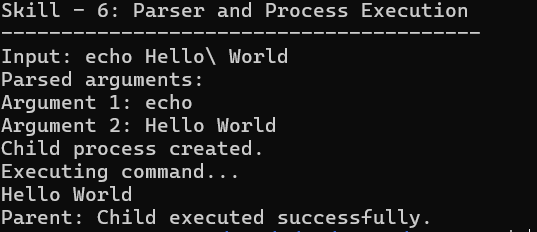 Skill - 6: Parser and Process Execution
----------------------------------------
Input: echo Hello\ World
Parsed arguments:
Argument 1: echo
Argument 2: Hello World
Child process created.
Executing command...
Hello World
Parent: Child executed successfully.